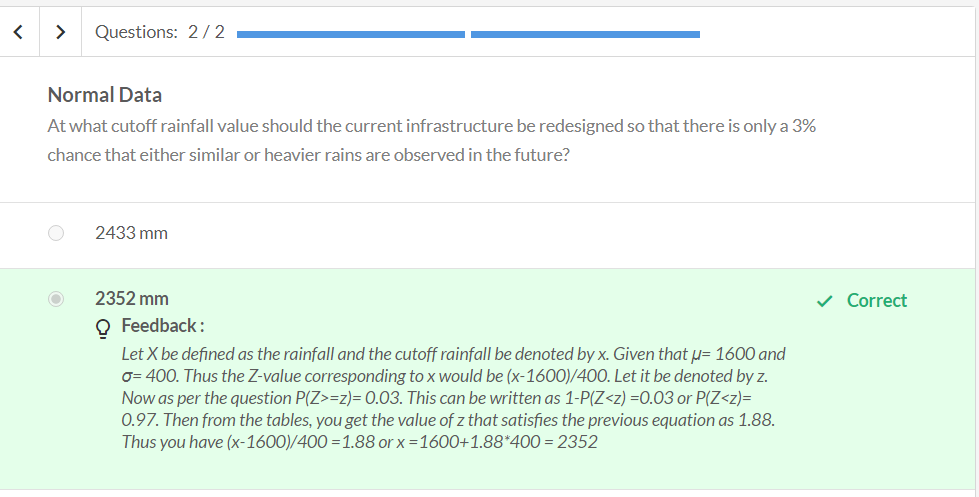 Questions: 2 / 2
Normal Data
At what cutoff rainfall value should the current infrastructure be redesigned so that there is only a 3%
chance that either similar or heavier rains are observed in the future?
2433 mm
2352 mm
Correct
Feedback :
Let X be defined as the rainfall and the cutoff rainfall be denoted by x. Given that μ= 1600 and
σ= 400. Thus the Z-value corresponding to x would be (x-1600)/400. Let it be denoted by z.
Now as per the question P(Z>=z)= 0.03. This can be written as 1-P(Z<z) =0.03 or P(Z<z)=
0.97. Then from the tables, you get the value of z that satisfies the previous equation as 1.88.
Thus you have (x-1600)/400 =1.88 or x =1600+1.88*400 = 2352